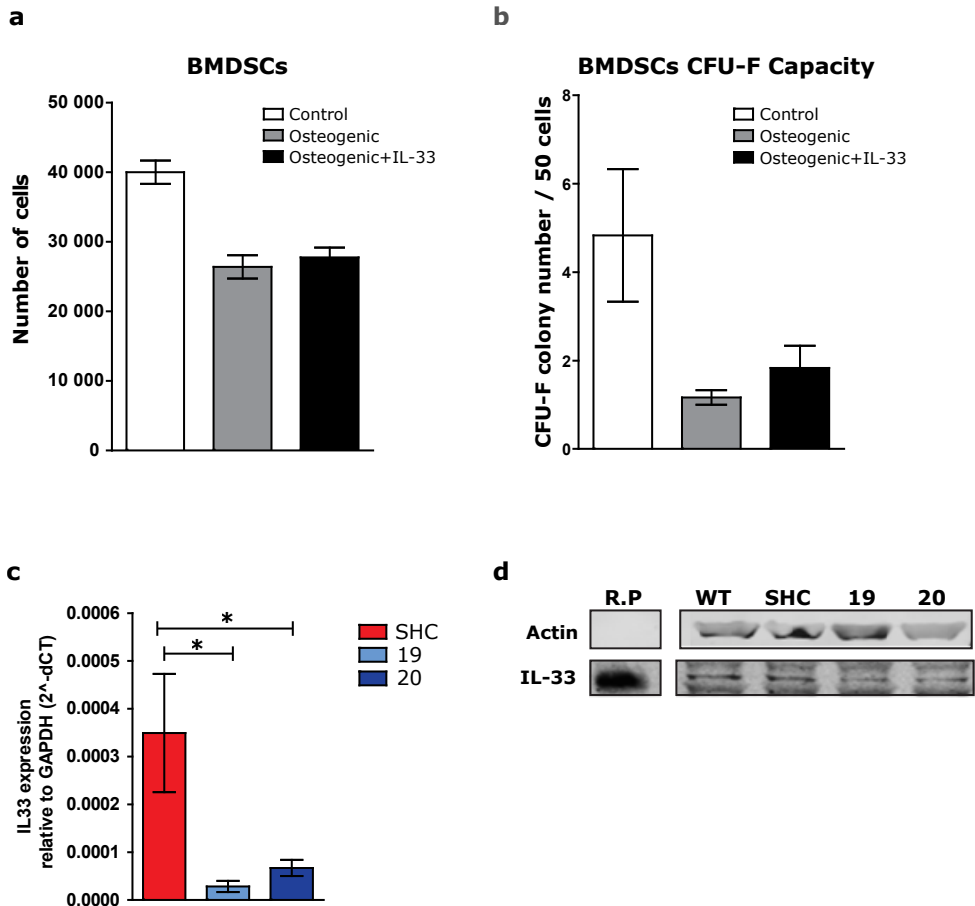 a
BMDSCs
50 000
40 000
30 000
20 000
10 000
0
Number of cells
Control
Osteogenic
Osteogenic+IL-33
b
BMDSCs CFU-F Capacity
8
6
4
2
0
CFU-F colony number / 50 cells
Control
Osteogenic
Osteogenic+IL-33
c
0.0006
0.0005
0.0004
0.0003
0.0002
0.0001
0.0000
IL33 expression
relative to GAPDH (2^-dCT)
*
*
SHC
19
20
d
R.P WT SHC 19 20
Actin
IL-33